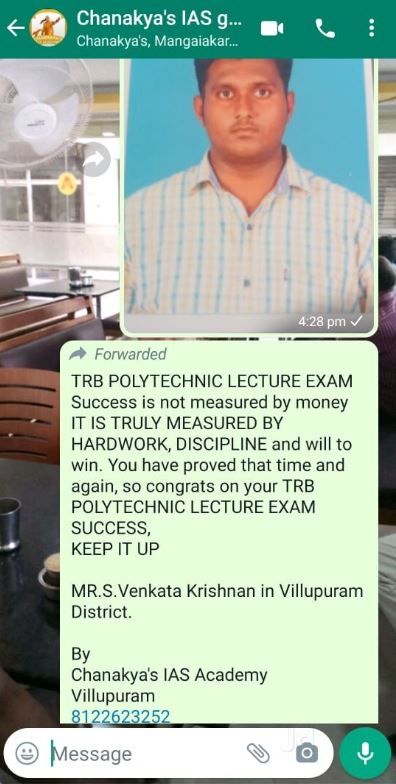 Chanakya's IAS g...
Chanakya's, Mangaiakar...
4:28 pm
Forwarded
TRB POLYTECHNIC LECTURE EXAM
Success is not measured by money
IT IS TRULY MEASURED BY
HARDWORK, DISCIPLINE and will to
win. You have proved that time and
again, so congrats on your TRB
POLYTECHNIC LECTURE EXAM
SUCCESS,
KEEP IT UP
MR.S.Venkata Krishnan in Villupuram
District.
By
Chanakya's IAS Academy
Villupuram
8122623252
Message
Jd